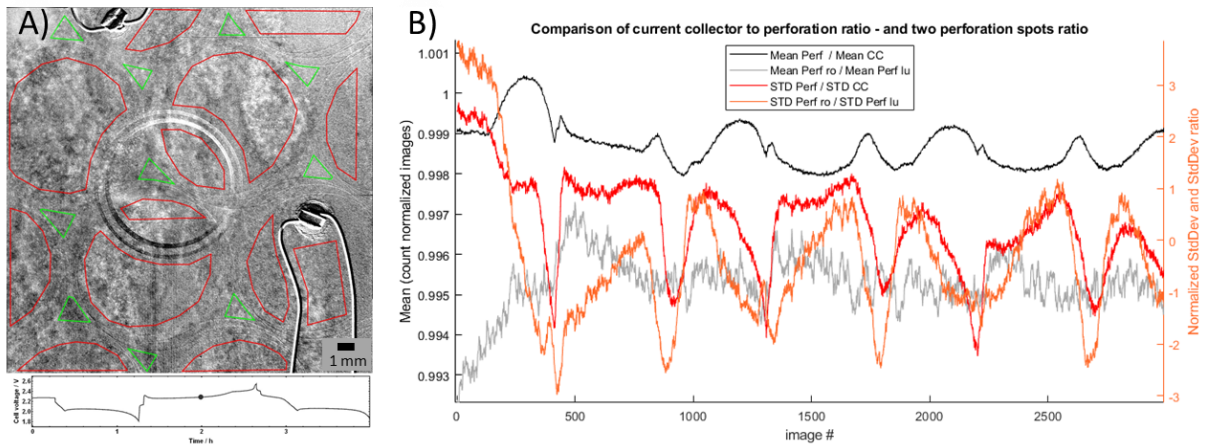 A)
1 mm
Cell voltage / V
2.6
2.4
2.2
2.0
1.8
0
1
2
3
Time / h
B)
Comparison of current collector to perforation ratio - and two perforation spots ratio
Mean Perf / Mean CC
Mean Perf ro / Mean Perf lu
STD Perf / STD CC
STD Perf ro / STD Perf lu
Mean (count normalized images)
1.001
1
0.999
0.998
0.997
0.996
0.995
0.994
0.993
0
500
1000
1500
2000
2500
image #
3
2
1
0
-1
-2
-3
Normalized StdDev and StdDev ratio